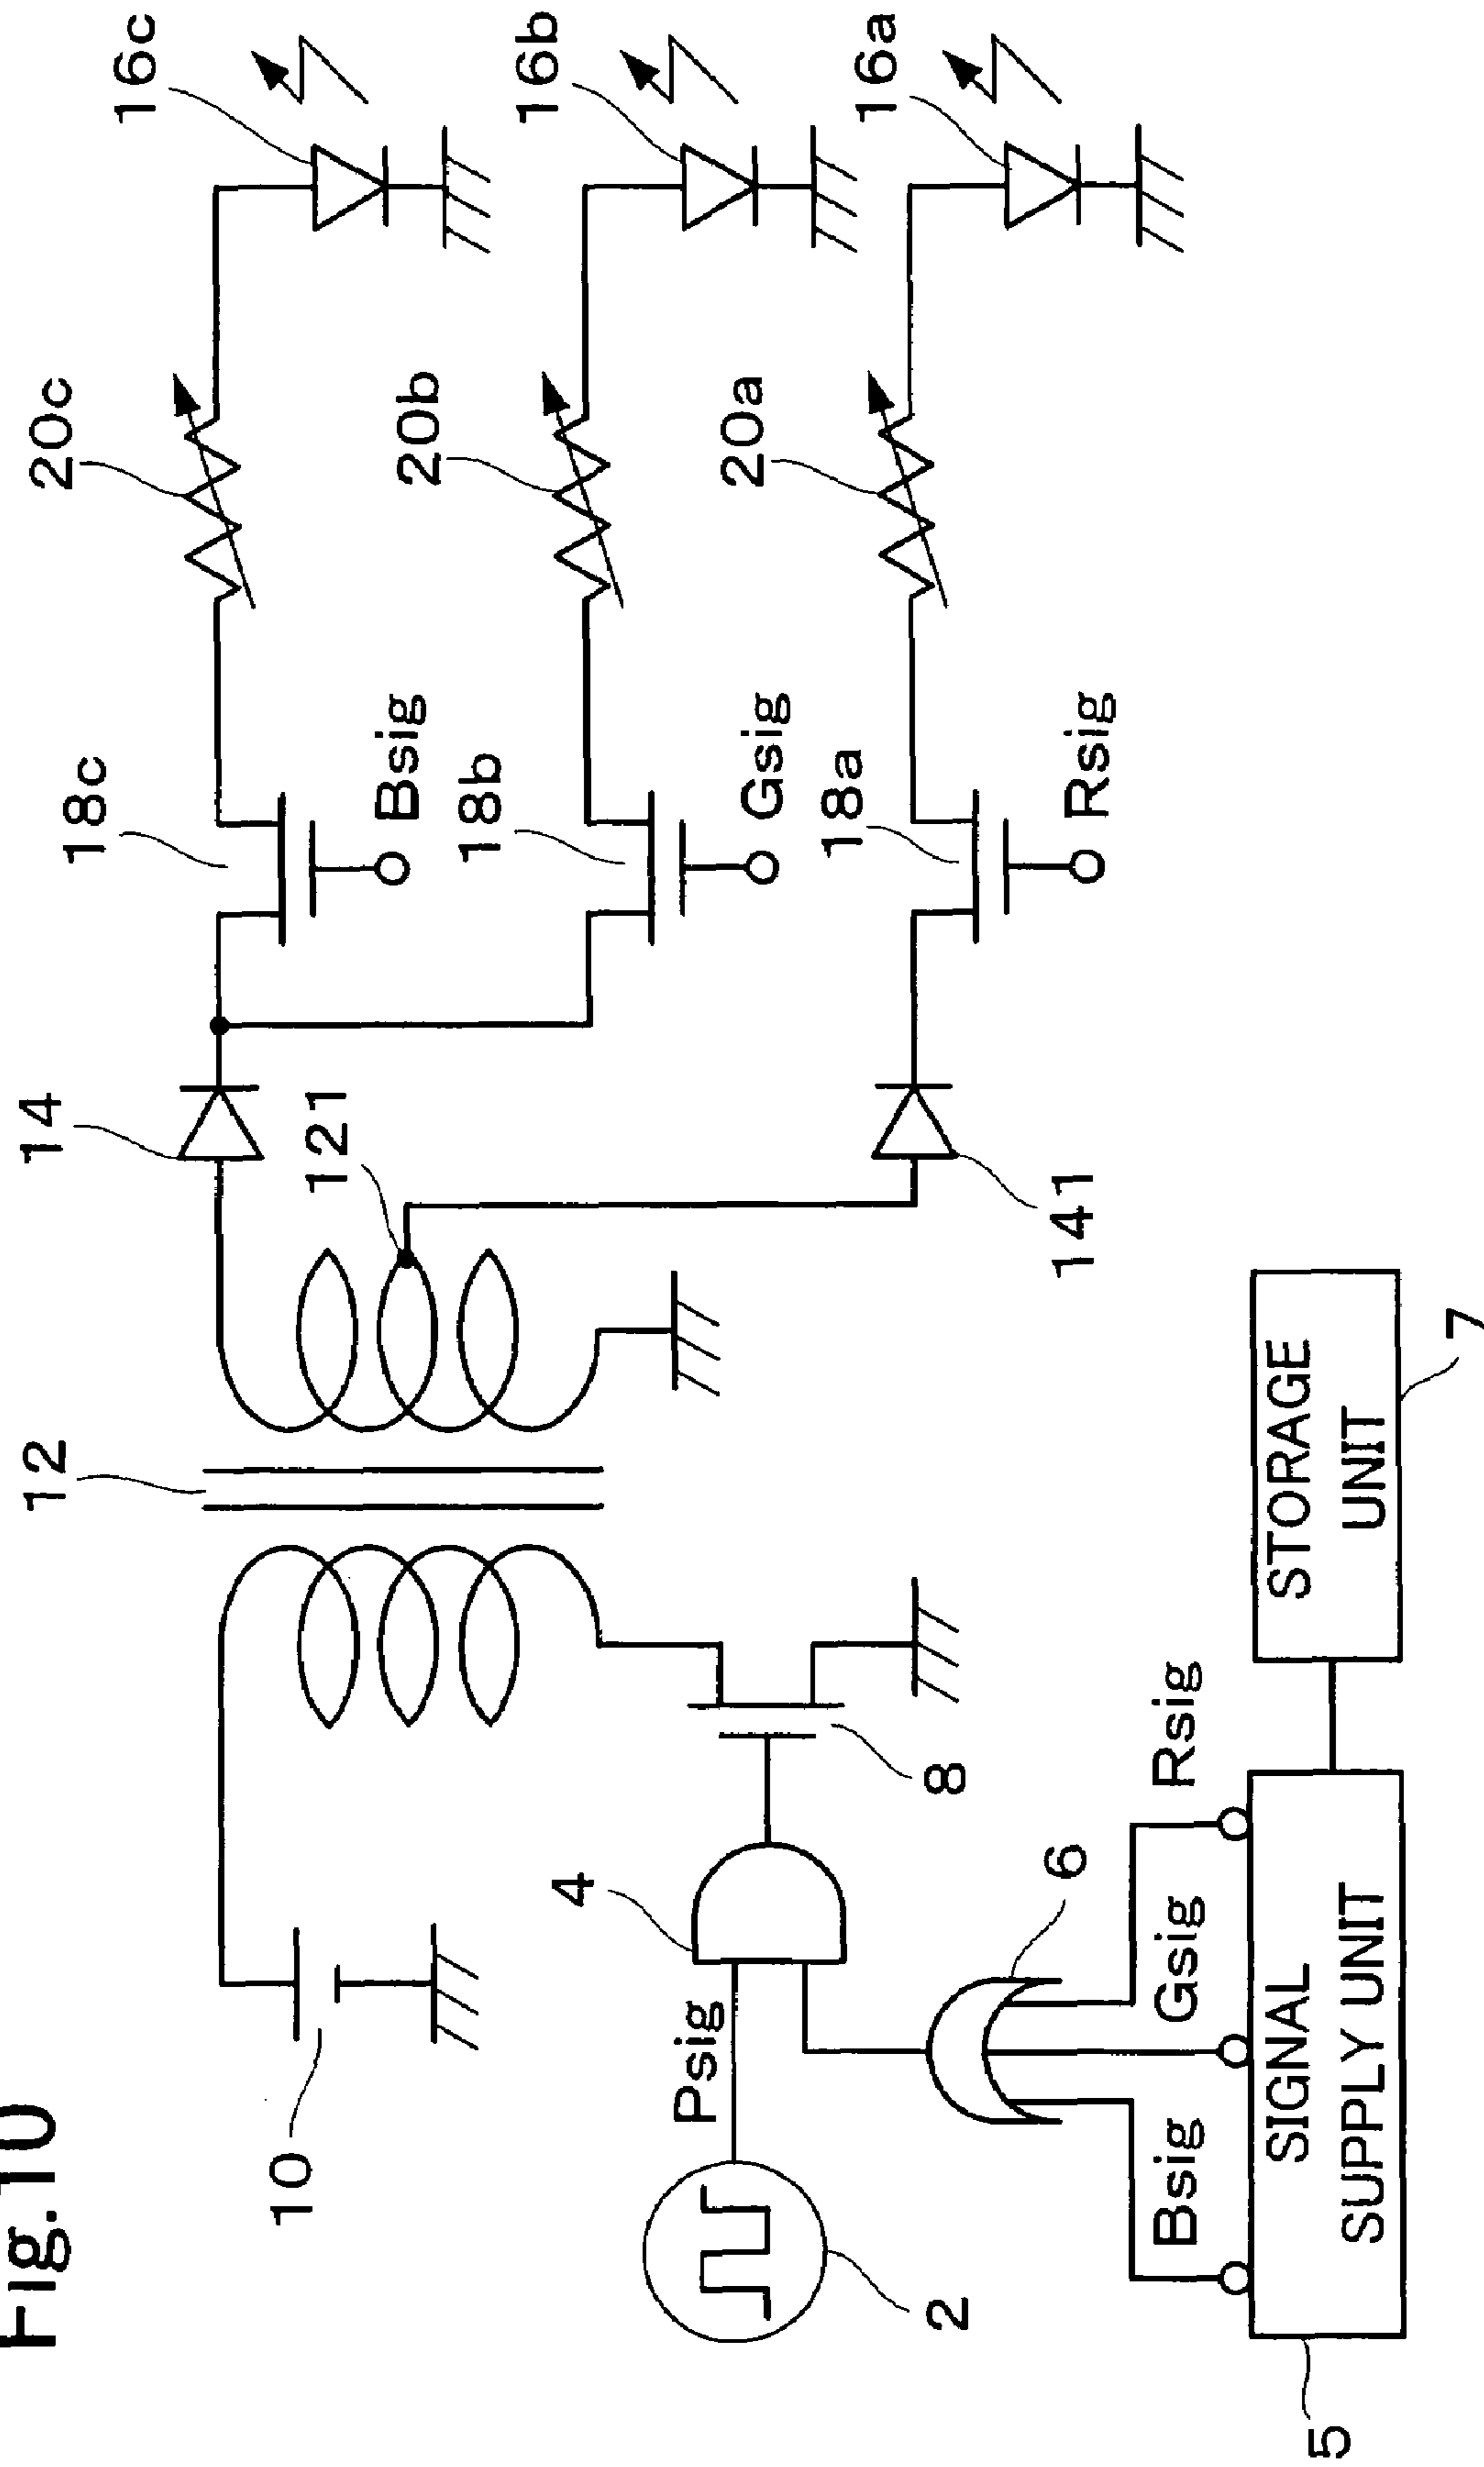 Fig.10
12
14
18c
20c
16c
10
121
Bsig
18b
20b
16b
Psig
4
Gsig
18a
20a
16a
2
8
141
Rsig
6
Bsig
Gsig
Rsig
5
SIGNAL
SUPPLY UNIT
STORAGE
UNIT
7